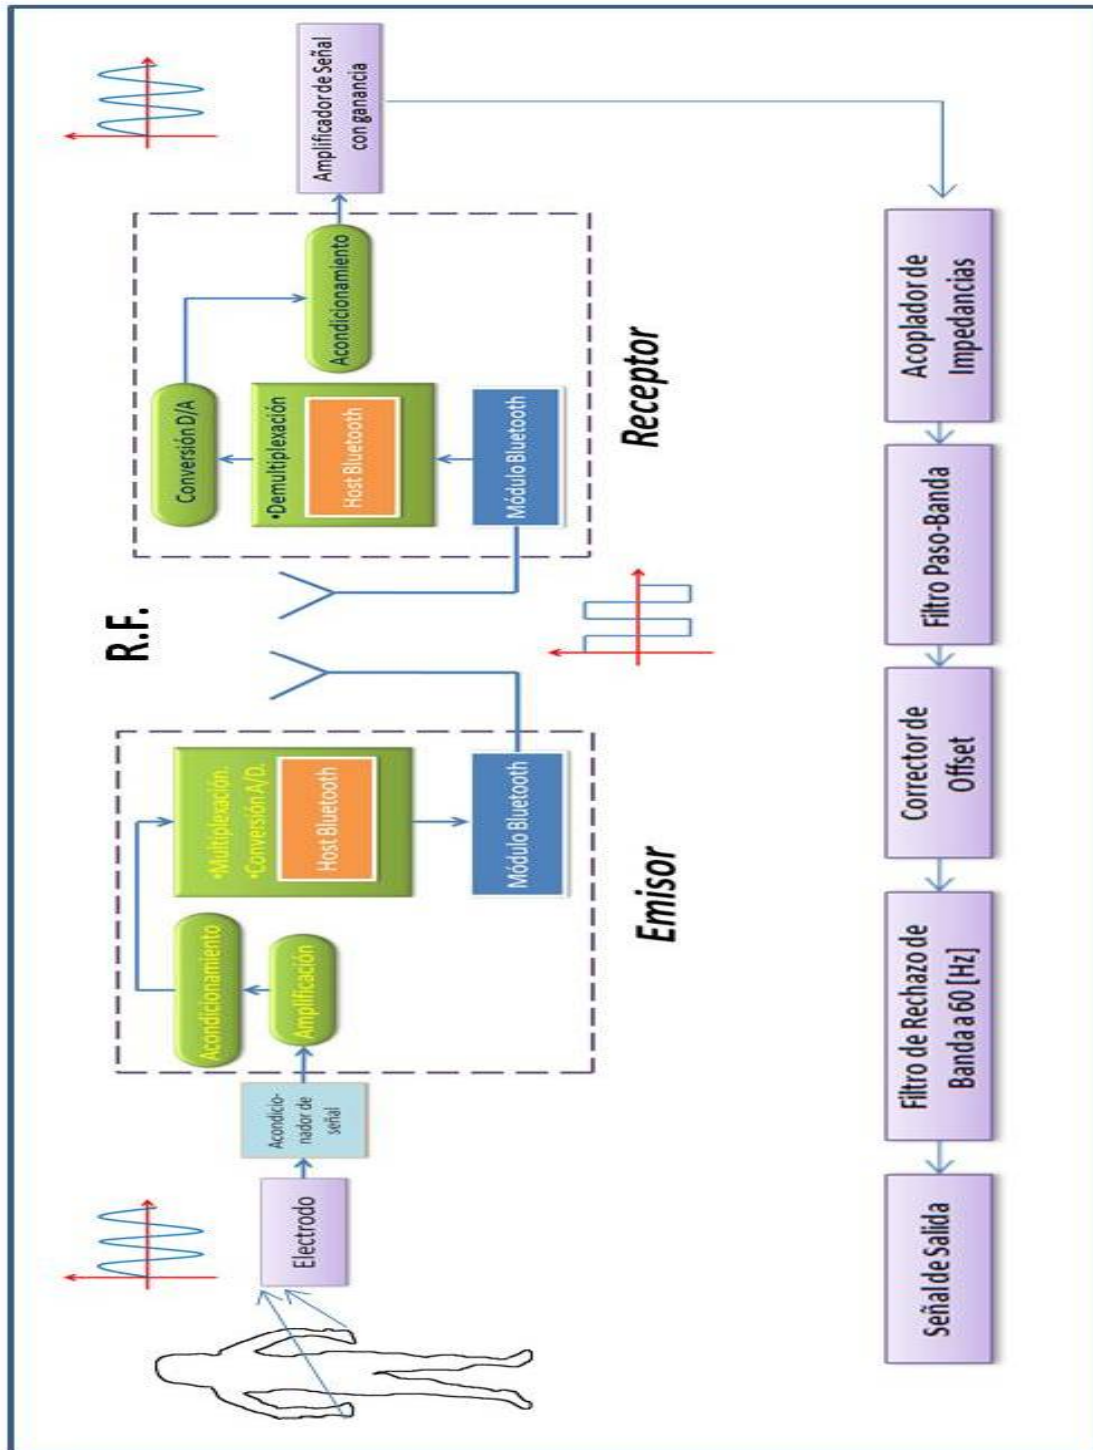 Electrodo
Acondicio-
nador de
señal
Amplificación
Acondicionamiento
•Multiplexación.
•Conversión A/D.
Host Bluetooth
Módulo Bluetooth
Emisor
R.F.
Módulo Bluetooth
•Demultiplexación
Host Bluetooth
Conversión D/A
Acondicionamiento
Receptor
Amplificador de Señal
con ganancia
Acoplador de
Impedancias
Filtro Paso-Banda
Corrector de
Offset
Filtro de Rechazo de
Banda a 60 [Hz]
Señal de Salida